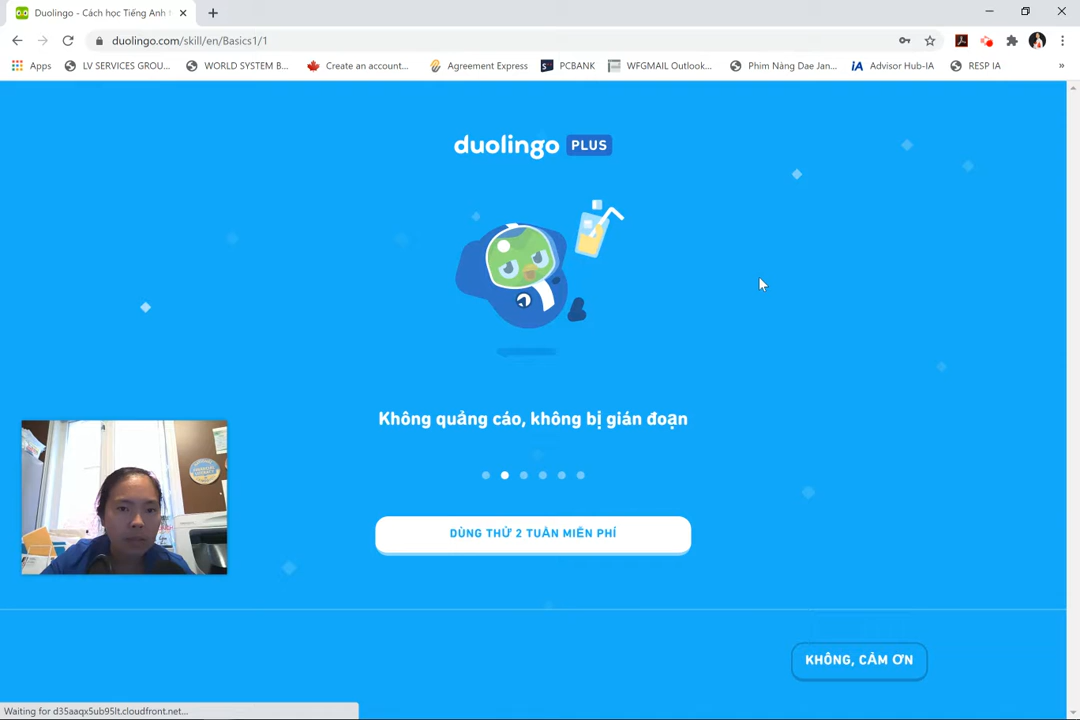 Duolingo - Cách học Tiếng Anh
duolingo.com/skill/en/Basics1/1
Apps
LV SERVICES GROU...
WORLD SYSTEM B...
Create an account...
Agreement Express
PCBANK
WFGMAIL Outlook...
Phim Nàng Dae Jan...
iA
Advisor Hub-IA
RESP IA
»
duolingo PLUS
Không quảng cáo, không bị gián đoạn
DÙNG THỬ 2 TUẦN MIỄN PHÍ
KHÔNG, CẢM ƠN
Waiting for d35aaqx5ub95lt.cloudfront.net...